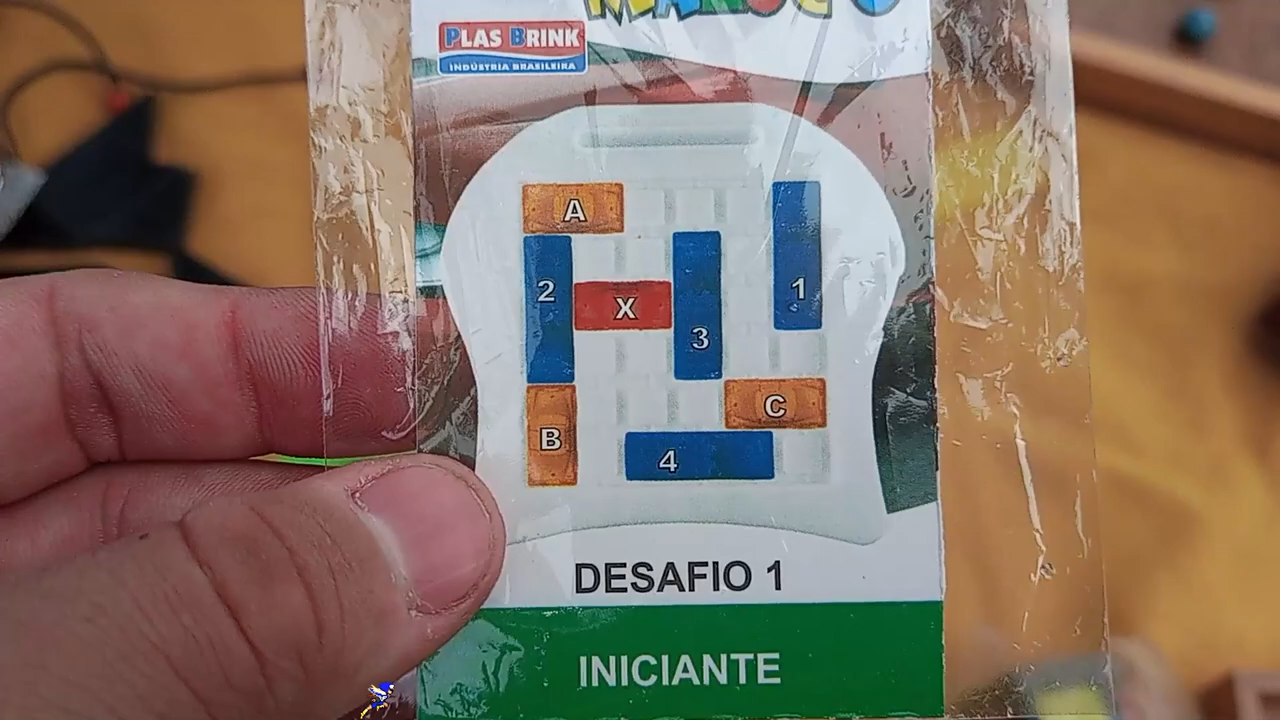 PLAS BRINK
INDÚSTRIA BRASILEIRA
A
2
X
3
1
B
4
C
DESAFIO 1
INICIANTE